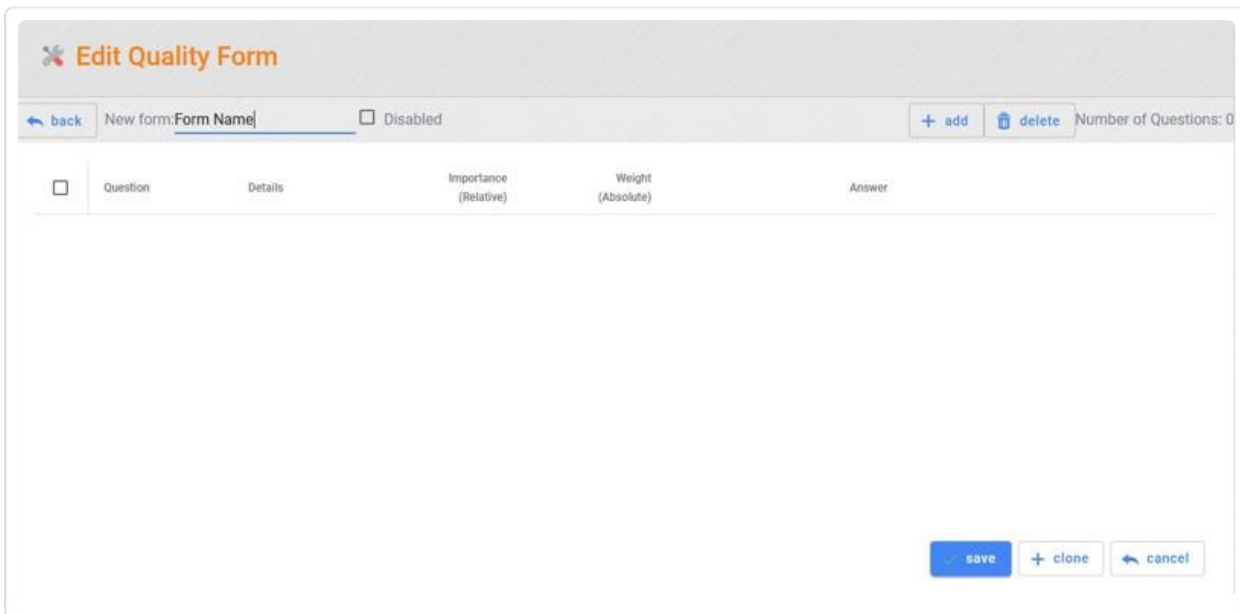 Edit Quality Form
back New form: Form Name Disabled + add delete Number of Questions: 0
Question Details Importance (Relative) Weight (Absolute) Answer
save + clone cancel